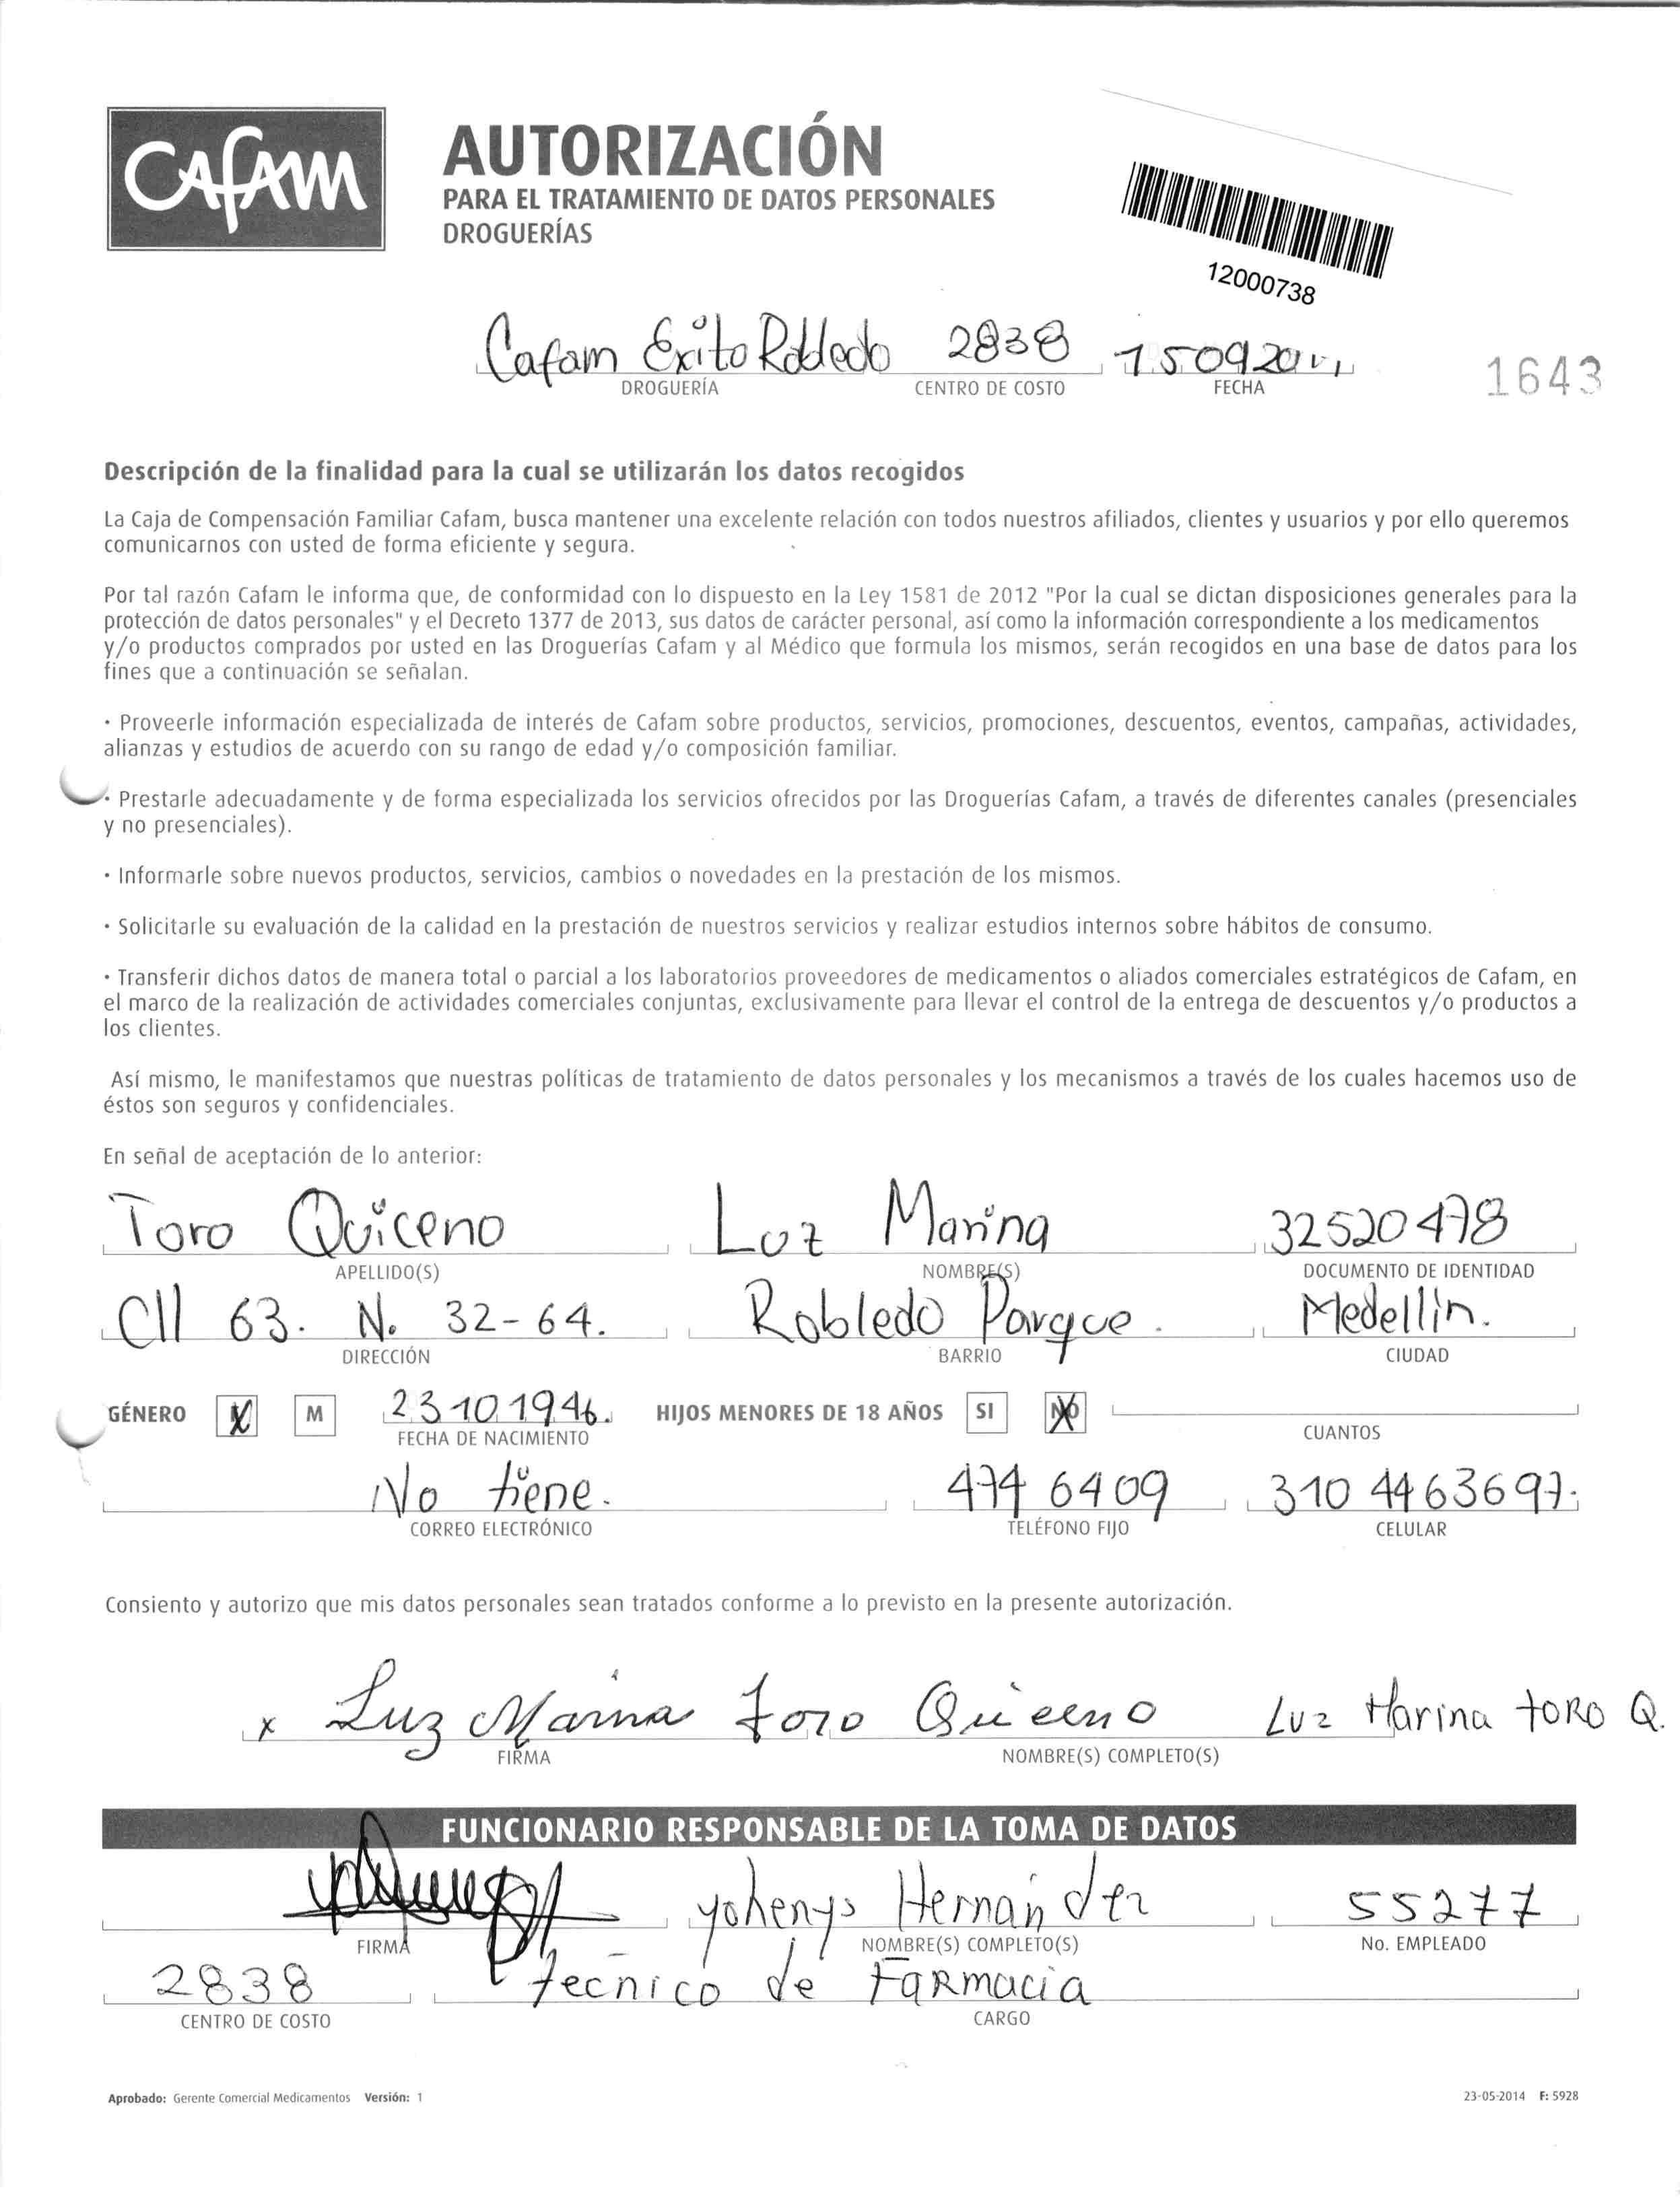 Cafam
AUTORIZACIÓN
PARA EL TRATAMIENTO DE DATOS PERSONALES
DROGUERÍAS
12000738
Cafam Exito Robledo 2838
DROGUERÍA CENTRO DE COSTO FECHA
1643
Descripción de la finalidad para la cual se utilizarán los datos recogidos
La Caja de Compensación Familiar Cafam, busca mantener una excelente relación con todos nuestros afiliados, clientes y usuarios y por ello queremos
comunicarnos con usted de forma eficiente y segura.
Por tal razón Cafam le informa que, de conformidad con lo dispuesto en la Ley 1581 de 2012 "Por la cual se dictan disposiciones generales para la
protección de datos personales" y el Decreto 1377 de 2013, sus datos de carácter personal, así como la información correspondiente a los medicamentos
y/o productos comprados por usted en las Droguerías Cafam y al Médico que formula los mismos, serán recogidos en una base de datos para los
fines que a continuación se señalan.
· Proveerle información especializada de interés de Cafam sobre productos, servicios, promociones, descuentos, eventos, campañas, actividades,
alianzas y estudios de acuerdo con su rango de edad y/o composición familiar.
· Prestarle adecuadamente y de forma especializada los servicios ofrecidos por las Droguerías Cafam, a través de diferentes canales (presenciales
y no presenciales).
· Informarle sobre nuevos productos, servicios, cambios o novedades en la prestación de los mismos.
· Solicitarle su evaluación de la calidad en la prestación de nuestros servicios y realizar estudios internos sobre hábitos de consumo.
· Transferir dichos datos de manera total o parcial a los laboratorios proveedores de medicamentos o aliados comerciales estratégicos de Cafam, en
el marco de la realización de actividades comerciales conjuntas, exclusivamente para llevar el control de la entrega de descuentos y/o productos a
los clientes.
Así mismo, le manifestamos que nuestras políticas de tratamiento de datos personales y los mecanismos a través de los cuales hacemos uso de
éstos son seguros y confidenciales.
En señal de aceptación de lo anterior:
Toro Quiceno Luz Marina 32520478
APELLIDO(S) NOMBRE(S) DOCUMENTO DE IDENTIDAD
Cll 63. N. 32-64. Robledo Parque. Medellin.
DIRECCIÓN BARRIO CIUDAD
GÉNERO M 23 10 1946. HIJOS MENORES DE 18 AÑOS SI NO
FECHA DE NACIMIENTO CUANTOS
No tiene. 474 6409 310 4463697.
CORREO ELECTRÓNICO TELÉFONO FIJO CELULAR
Consiento y autorizo que mis datos personales sean tratados conforme a lo previsto en la presente autorización.
x Luz Marina Toro Quiceno Luz Marina TORO Q.
FIRMA NOMBRE(S) COMPLETO(S)
FUNCIONARIO RESPONSABLE DE LA TOMA DE DATOS
yohenys Hernandez 55277
FIRMA NOMBRE(S) COMPLETO(S) No. EMPLEADO
2838 tecnico de Farmacia
CENTRO DE COSTO CARGO
Aprobado: Gerente Comercial Medicamentos Versión: 1 23-05-2014 F: 5928